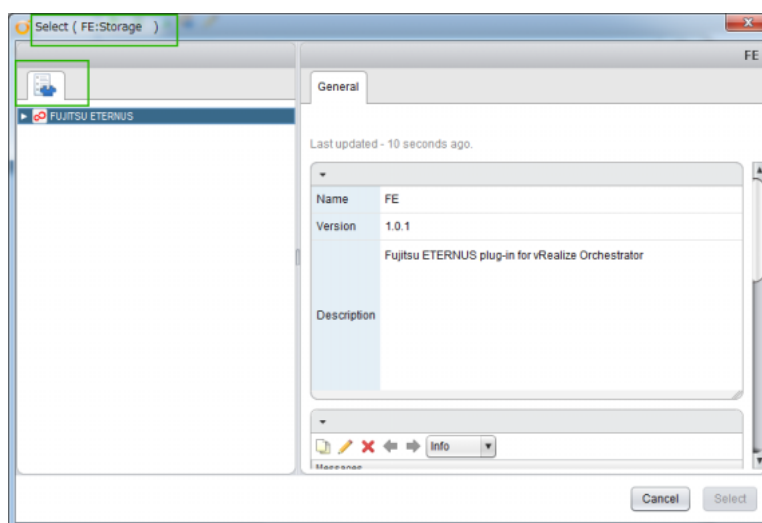 Select ( FE:Storage )
FE
General
FUJITSU ETERNUS
Last updated - 10 seconds ago.
Name FE
Version 1.0.1
Description Fujitsu ETERNUS plug-in for vRealize Orchestrator
Info
Messages
Cancel Select